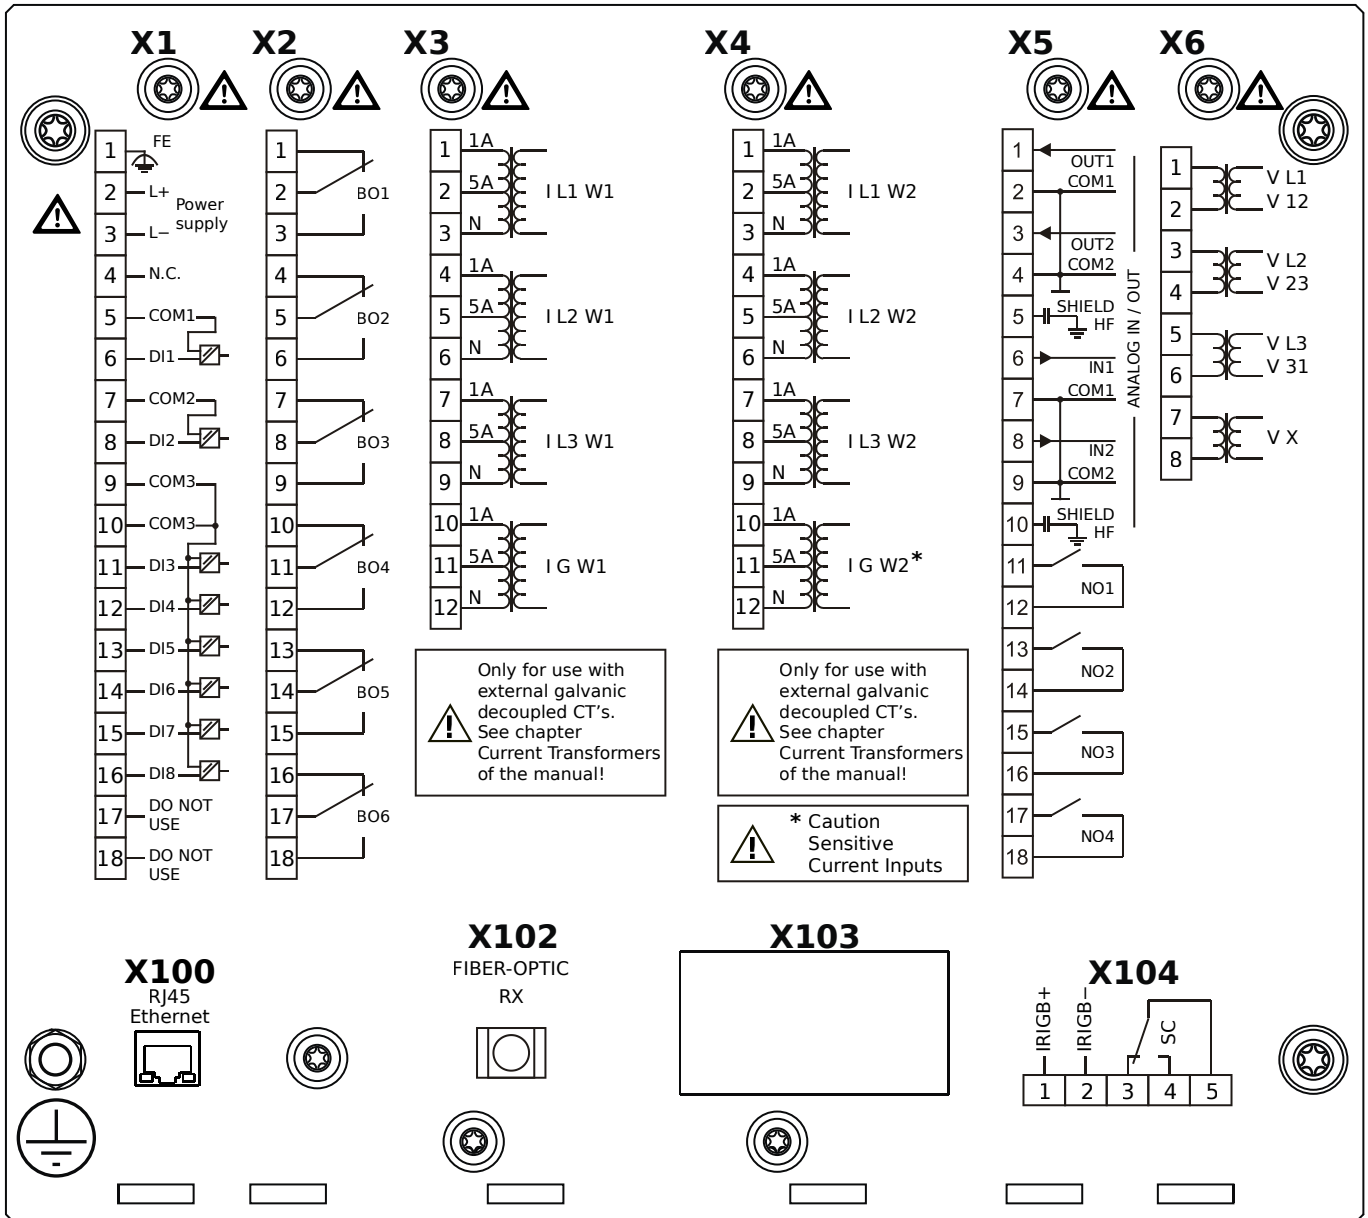 X1 X2 X3 X4 X5 X6
X1
1 FE
2 L+ Power
supply
3 L−
4 N.C.
5 COM1
6 DI1
7 COM2
8 DI2
9 COM3
10 COM3
11 DI3
12 DI4
13 DI5
14 DI6
15 DI7
16 DI8
17 DO NOT
USE
18 DO NOT
USE
1
2 BO1
3
4
5 BO2
6
7
8 BO3
9
10
11 BO4
12
13
14 BO5
15
16
17 BO6
18
1 1A
2 5A I L1 W1
3 N
4 1A
5 5A I L2 W1
6 N
7 1A
8 5A I L3 W1
9 N
10 1A
11 5A I G W1
12 N
Only for use with
external galvanic
decoupled CT's.
See chapter
Current Transformers
of the manual!
1 1A
2 5A I L1 W2
3 N
4 1A
5 5A I L2 W2
6 N
7 1A
8 5A I L3 W2
9 N
10 1A
11 5A I G W2*
12 N
Only for use with
external galvanic
decoupled CT's.
See chapter
Current Transformers
of the manual!
* Caution
Sensitive
Current Inputs
1 OUT1
2 COM1
3 OUT2
4 COM2
5 SHIELD
HF
6 IN1
7 COM1
8 IN2
9 COM2
10 SHIELD
HF
ANALOG IN / OUT
11
NO1
12
13
NO2
14
15
NO3
16
17
NO4
18
1 V L1
2 V 12
3 V L2
4 V 23
5 V L3
6 V 31
7 V X
8
X100
RJ45
Ethernet
X102
FIBER-OPTIC
RX
X103
X104
IRIGB+ IRIGB− SC
1 2 3 4 5